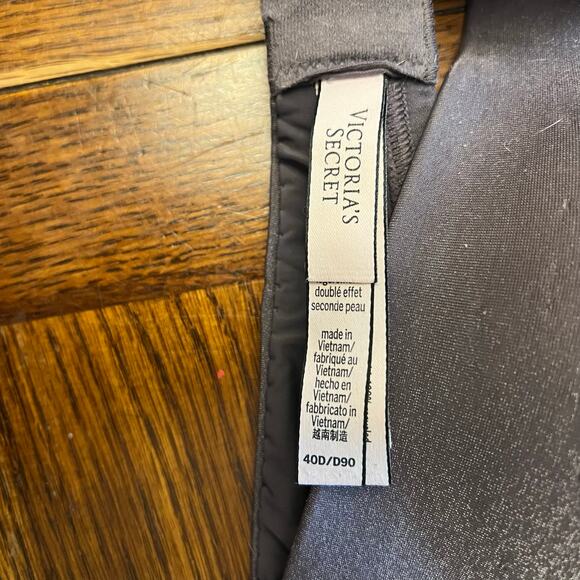 VICTORIA'S
SECRET
doublé effet
seconde peau
made in
Vietnam/
fabriqué au
Vietnam/
hecho en
Vietnam/
fabbricato in
Vietnam/
越南制造
40D/D90
100%